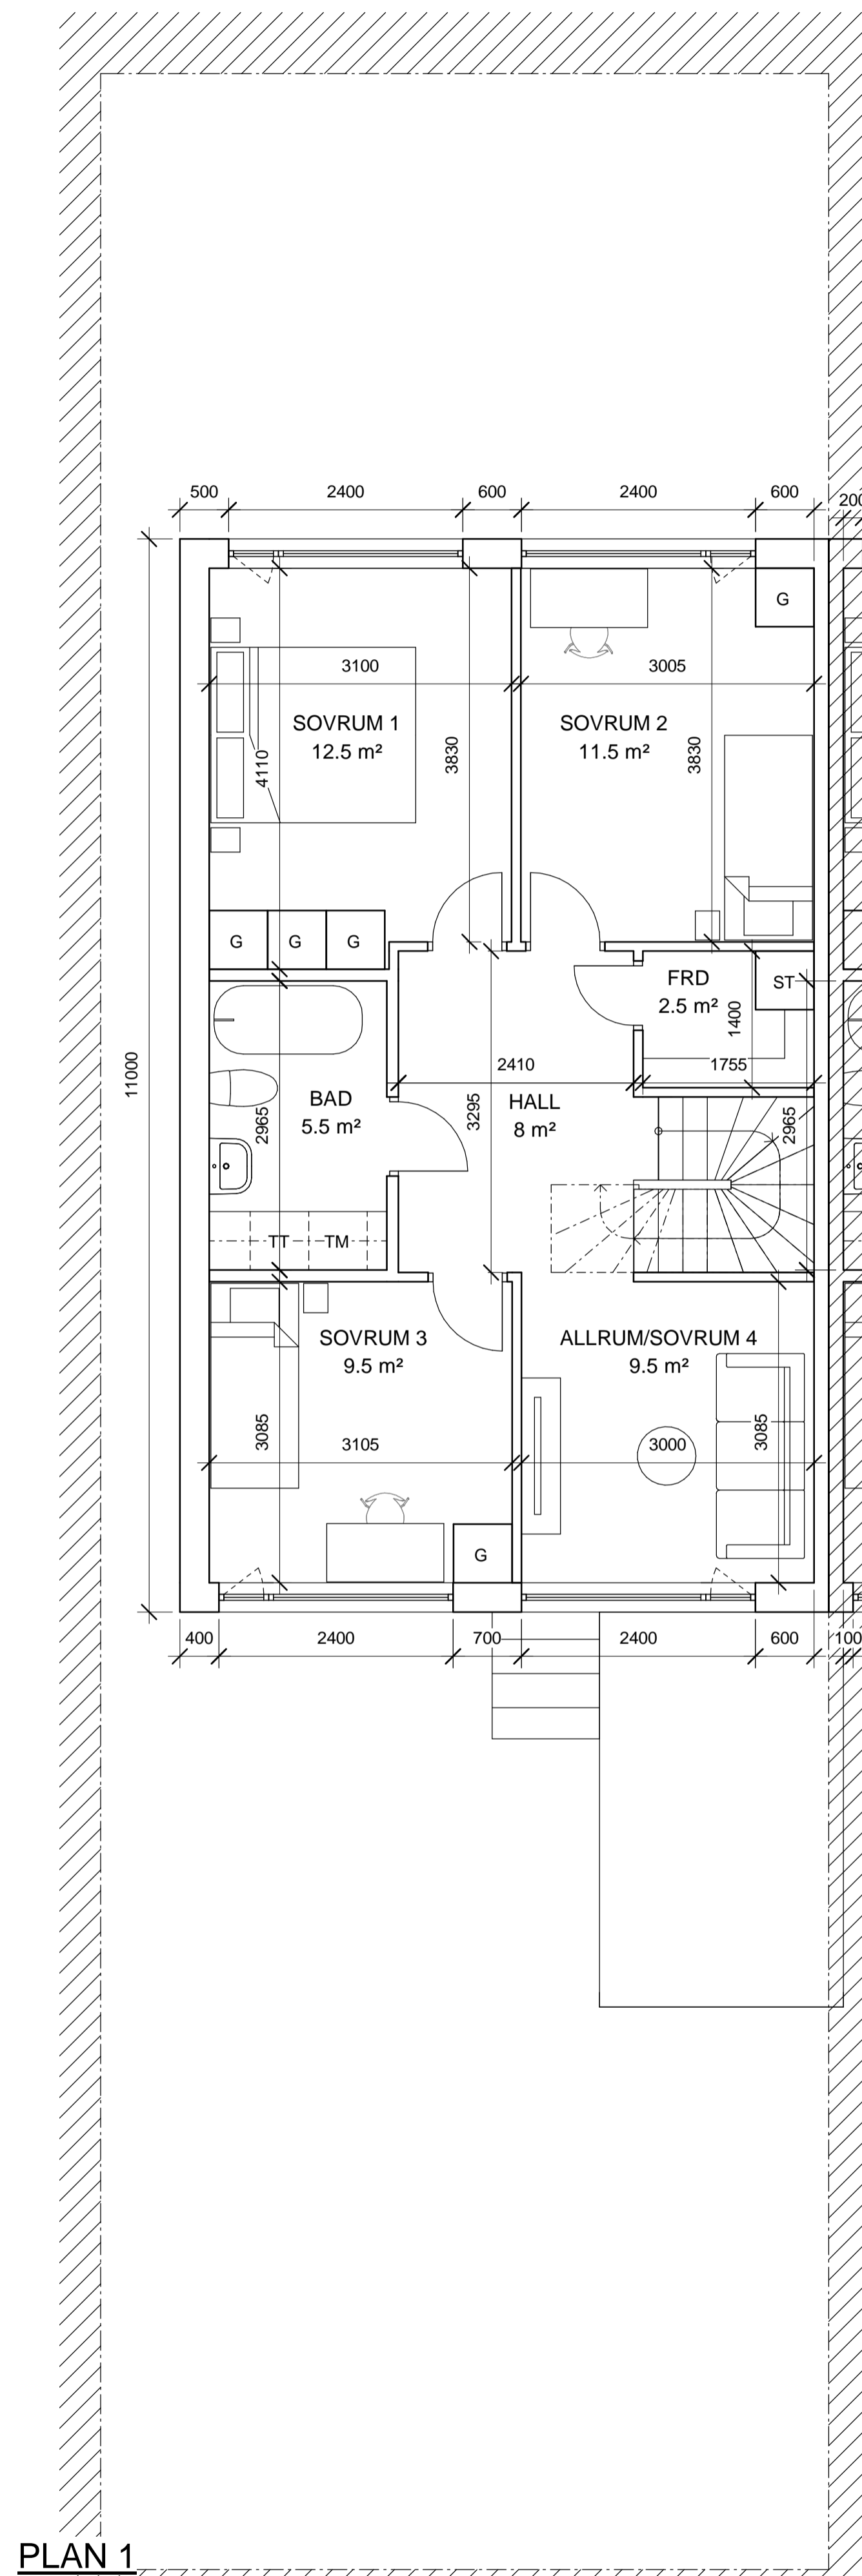 500 2400 600 2400 600 200
G
3100 3005
SOVRUM 1
12.5 m²
SOVRUM 2
11.5 m²
4110
3830
3830
G G G
FRD
2.5 m²
ST
1400
2410
1755
11000
BAD
5.5 m²
2965
3295
HALL
8 m²
2965
TT TM
SOVRUM 3
9.5 m²
ALLRUM/SOVRUM 4
9.5 m²
3085
3105
3000
3085
G
400 2400 700 2400 600 100
PLAN 1